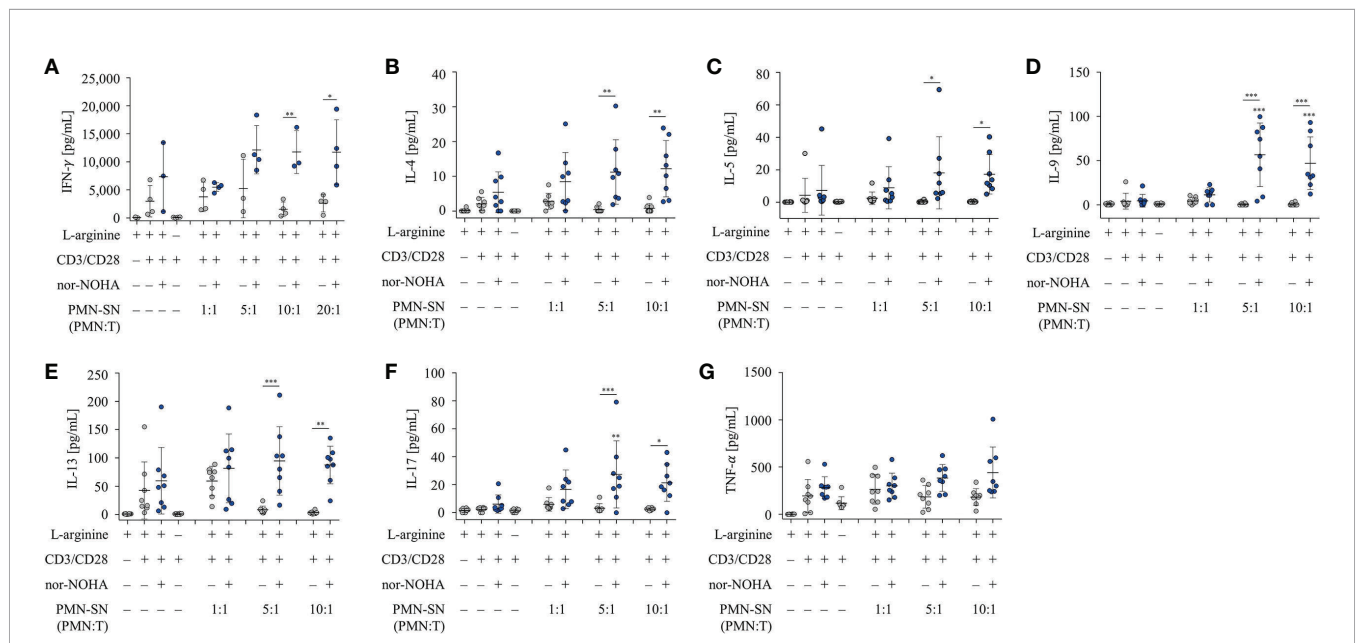 A
IFN-γ [pg/mL]
25,000
20,000
15,000
10,000
5,000
0
** *
L-arginine + + + – + + + + + + + +
CD3/CD28 – + + + + + + + + + + +
nor-NOHA – – + – – + – + – + – +
PMN-SN – – – – 1:1 5:1 10:1 20:1
(PMN:T)
B
IL-4 [pg/mL]
40
30
20
10
0
** **
L-arginine + + + – + + + + + +
CD3/CD28 – + + + + + + + + +
nor-NOHA – – + – – + – + – +
PMN-SN – – – – 1:1 5:1 10:1
(PMN:T)
C
IL-5 [pg/mL]
80
60
40
20
0
* *
L-arginine + + + – + + + + + +
CD3/CD28 – + + + + + + + + +
nor-NOHA – – + – – + – + – +
PMN-SN – – – – 1:1 5:1 10:1
(PMN:T)
D
IL-9 [pg/mL]
150
100
50
0
*** ***
*** ***
L-arginine + + + – + + + + + +
CD3/CD28 – + + + + + + + + +
nor-NOHA – – + – – + – + – +
PMN-SN – – – – 1:1 5:1 10:1
(PMN:T)
E
IL-13 [pg/mL]
250
200
150
100
50
0
*** **
L-arginine + + + – + + + + + +
CD3/CD28 – + + + + + + + + +
nor-NOHA – – + – – + – + – +
PMN-SN – – – – 1:1 5:1 10:1
(PMN:T)
F
IL-17 [pg/mL]
100
80
60
40
20
0
*** *
**
L-arginine + + + – + + + + + +
CD3/CD28 – + + + + + + + + +
nor-NOHA – – + – – + – + – +
PMN-SN – – – – 1:1 5:1 10:1
(PMN:T)
G
TNF-α [pg/mL]
1500
1000
500
0
L-arginine + + + – + + + + + +
CD3/CD28 – + + + + + + + + +
nor-NOHA – – + – – + – + – +
PMN-SN – – – – 1:1 5:1 10:1
(PMN:T)